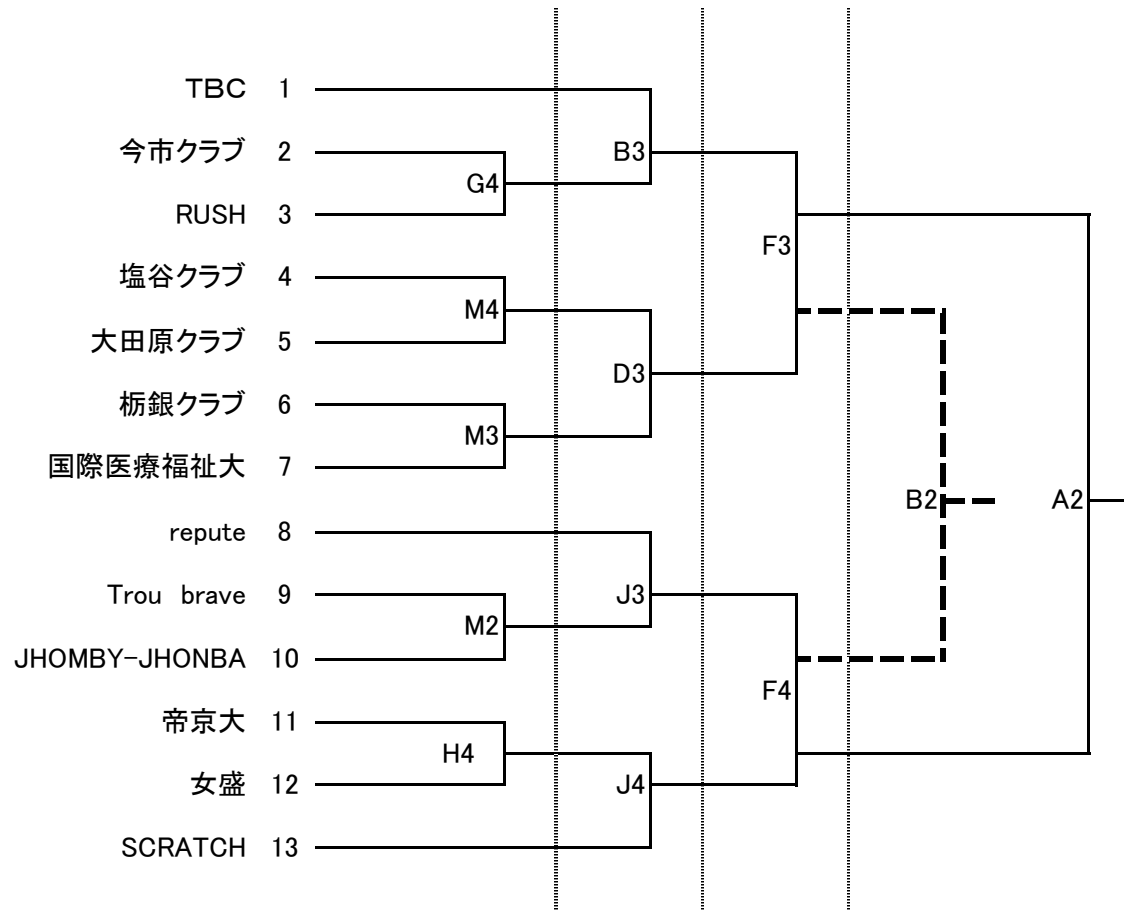 TBC 1
今市クラブ 2 B3
G4
RUSH 3
F3
塩谷クラブ 4
M4
大田原クラブ 5
D3
栃銀クラブ 6
M3
国際医療福祉大 7
B2 A2
repute 8
Trou brave 9 J3
M2
JHOMBY-JHONBA 10
F4
帝京大 11
H4
女盛 12 J4
SCRATCH 13